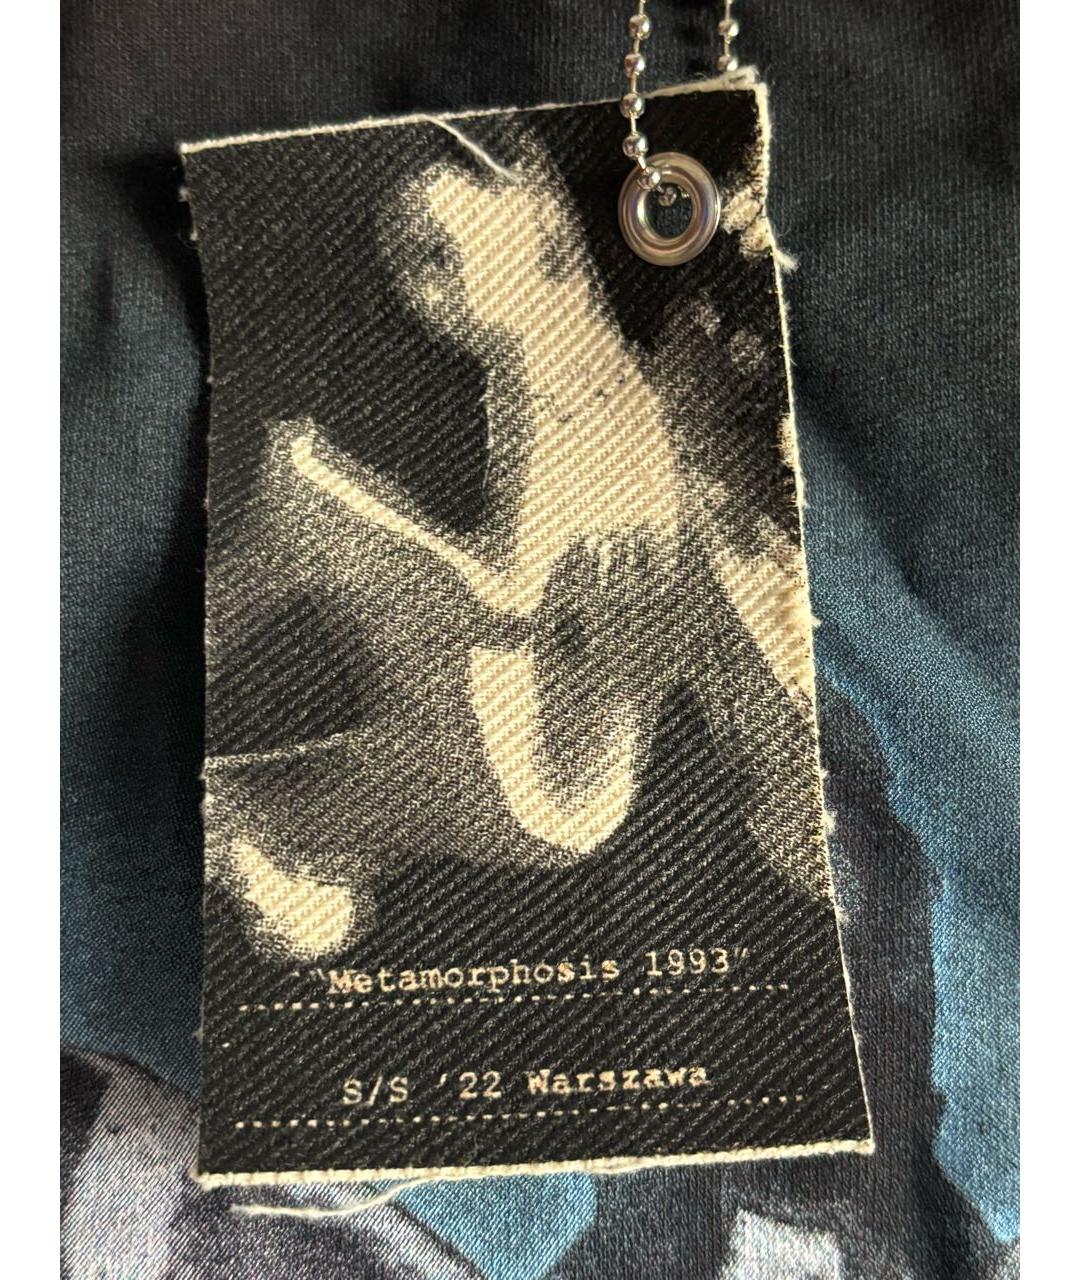 "Metamorphosis 1993"
S/S '22 Warszawa